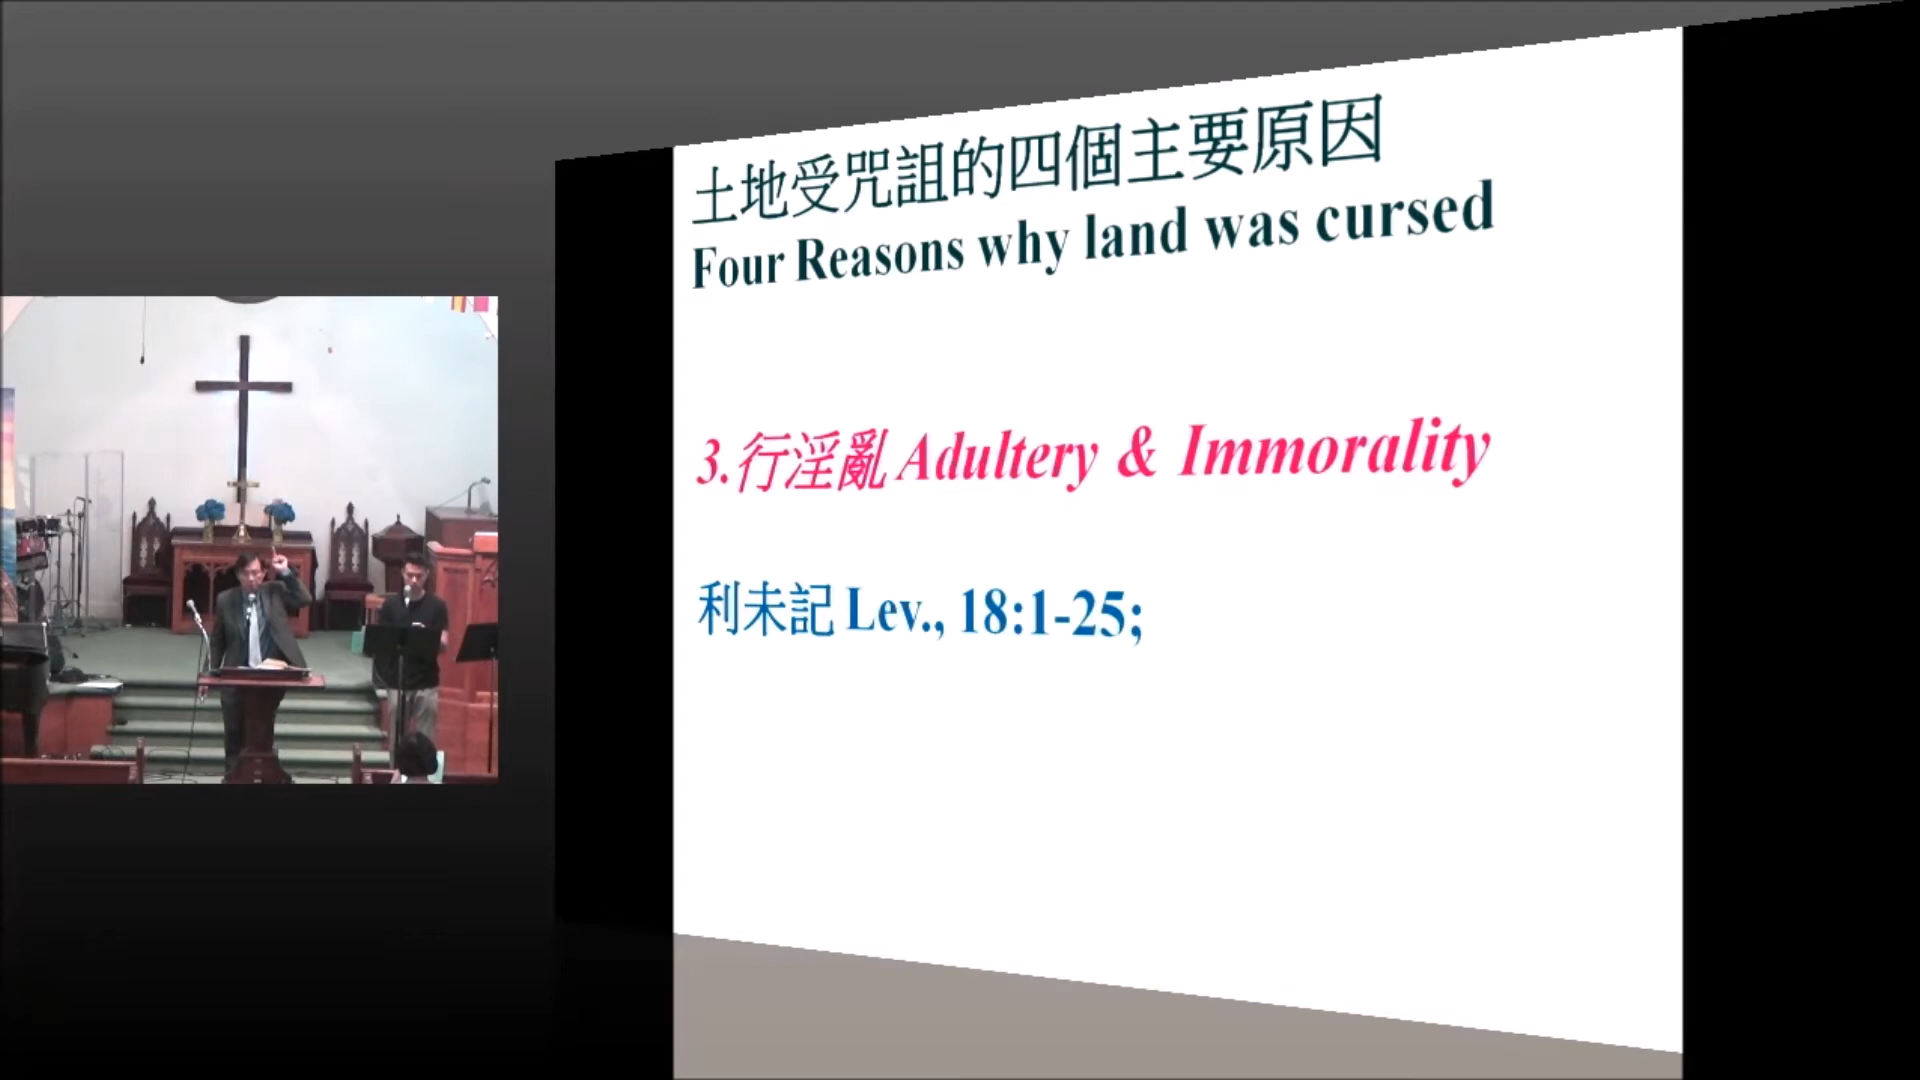 土地受咒詛的四個主要原因
Four Reasons why land was cursed
3.行淫亂 Adultery & Immorality
利未記 Lev., 18:1-25;